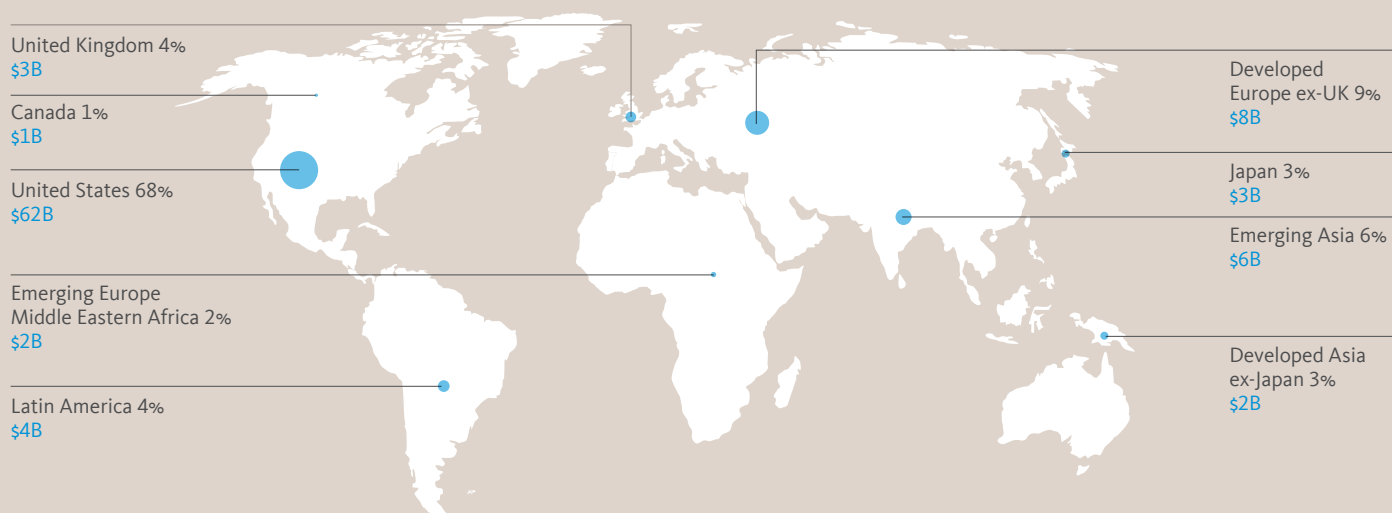 United Kingdom 4%
$3B
Canada 1%
$1B
United States 68%
$62B
Emerging Europe
Middle Eastern Africa 2%
$2B
Latin America 4%
$4B
Developed
Europe ex-UK 9%
$8B
Japan 3%
$3B
Emerging Asia 6%
$6B
Developed Asia
ex-Japan 3%
$2B